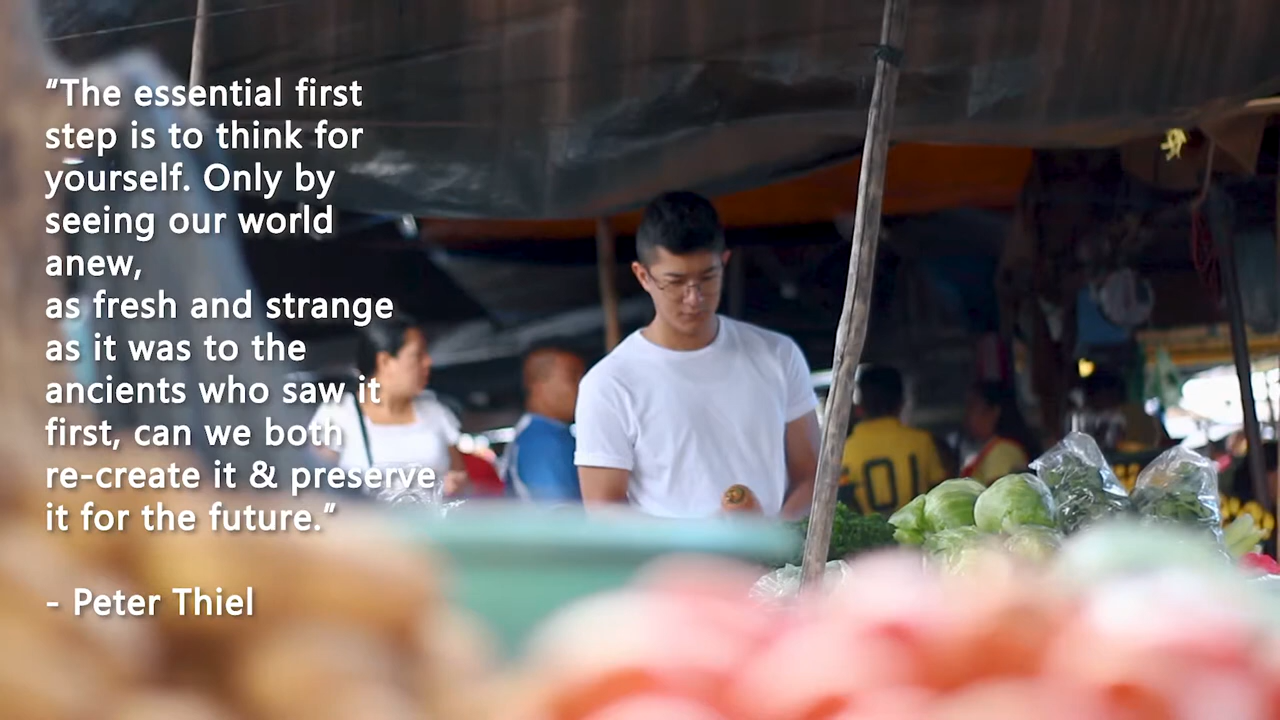 “The essential first
step is to think for
yourself. Only by
seeing our world
anew,
as fresh and strange
as it was to the
ancients who saw it
first, can we both
re-create it & preserve
it for the future.”
- Peter Thiel